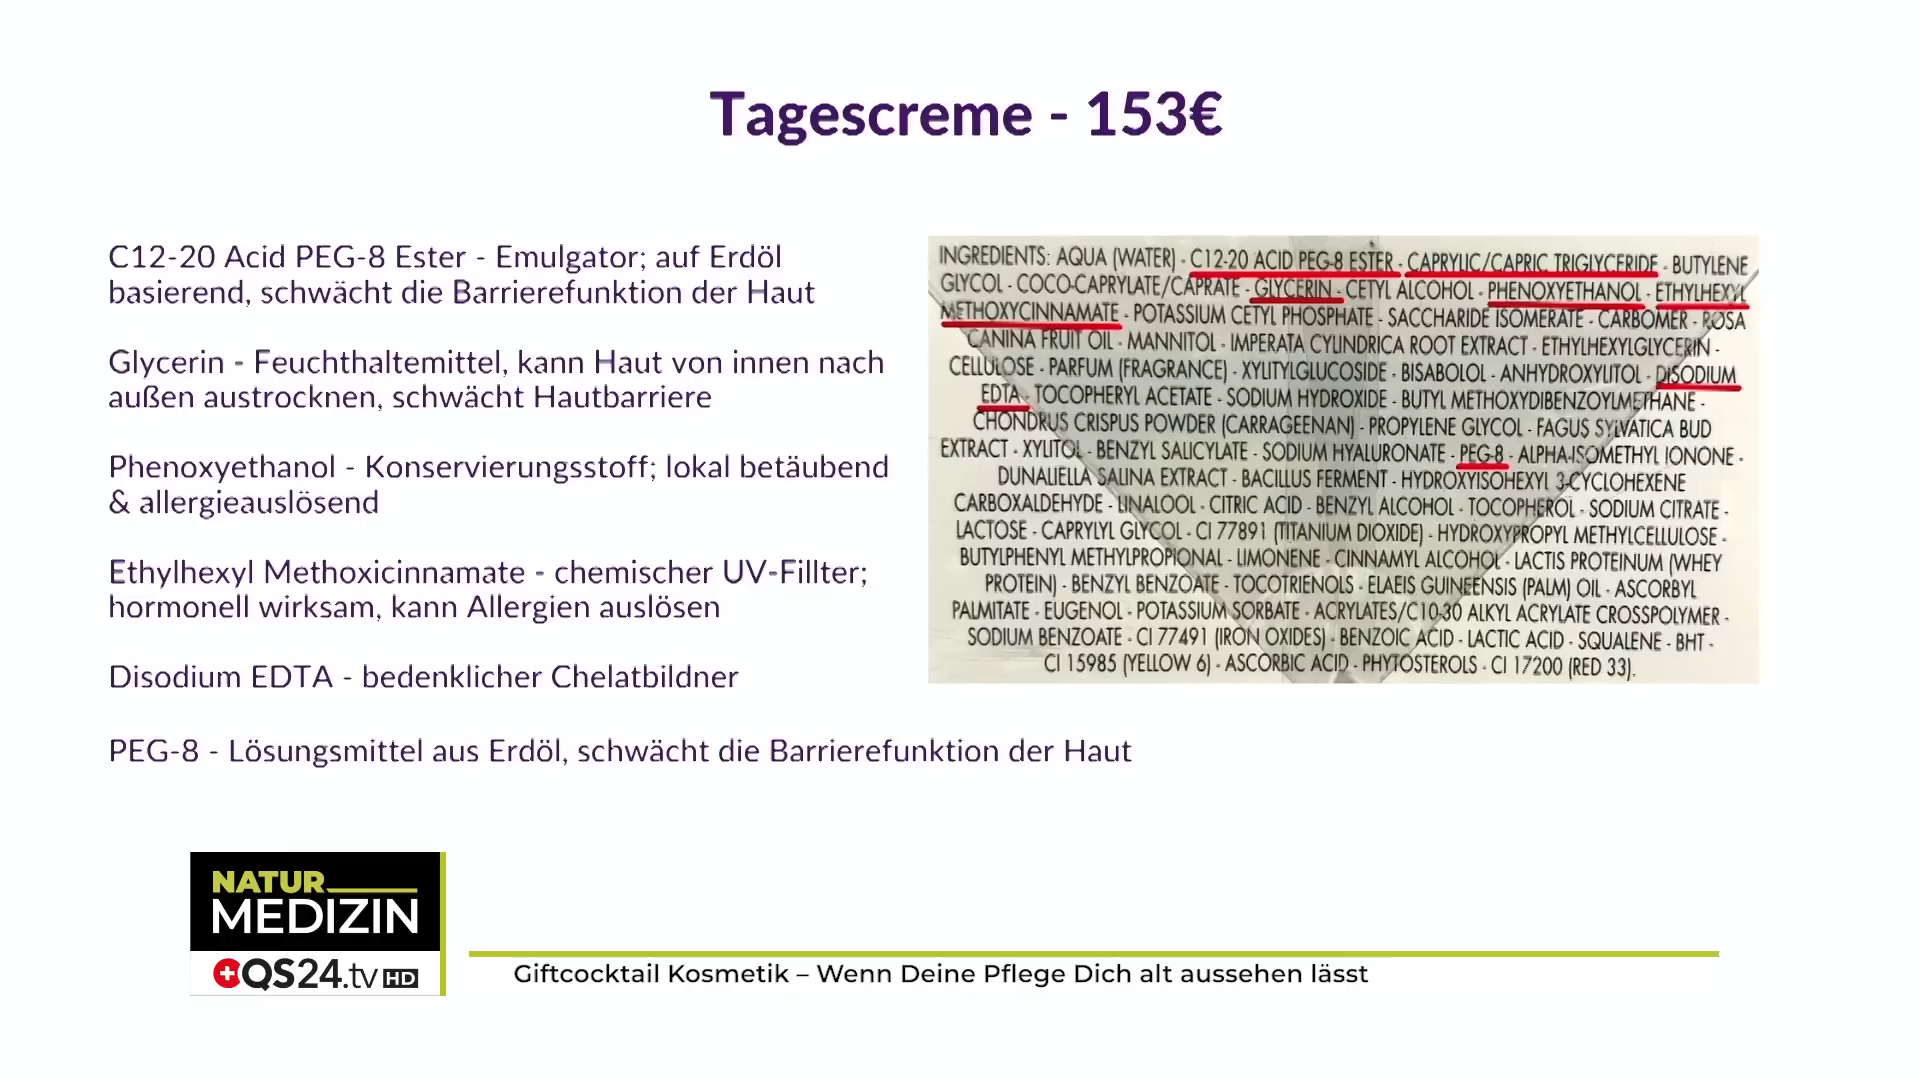 Tagescreme - 153€
C12-20 Acid PEG-8 Ester - Emulgator; auf Erdöl
basierend, schwächt die Barrierefunktion der Haut
Glycerin - Feuchthaltemittel, kann Haut von innen nach
außen austrocknen, schwächt Hautbarriere
Phenoxyethanol - Konservierungsstoff; lokal betäubend
& allergieauslösend
Ethylhexyl Methoxicinnamate - chemischer UV-Fillter;
hormonell wirksam, kann Allergien auslösen
Disodium EDTA - bedenklicher Chelatbildner
PEG-8 - Lösungsmittel aus Erdöl, schwächt die Barrierefunktion der Haut
INGREDIENTS: AQUA (WATER) - C12-20 ACID PEG-8 ESTER - CAPRYLIC/CAPRIC TRIGLYCERIDE - BUTYLENE
GLYCOL - COCO-CAPRYLATE/CAPRATE - GLYCERIN - CETYL ALCOHOL - PHENOXYETHANOL - ETHYLHEXYL
METHOXYCINNAMATE - POTASSIUM CETYL PHOSPHATE - SACCHARIDE ISOMERATE - CARBOMER - ROSA
CANINA FRUIT OIL - MANNITOL - IMPERATA CYLINDRICA ROOT EXTRACT - ETHYLHEXYLGLYCERIN -
CELLULOSE - PARFUM (FRAGRANCE) - XYLITYLGLUCOSIDE - BISABOLOL - ANHYDROXYLITOL - DISODIUM
EDTA - TOCOPHERYL ACETATE - SODIUM HYDROXIDE - BUTYL METHOXYDIBENZOYLMETHANE -
CHONDRUS CRISPUS POWDER (CARRAGEENAN) - PROPYLENE GLYCOL - FAGUS SYLVATICA BUD
EXTRACT - XYLITOL - BENZYL SALICYLATE - SODIUM HYALURONATE - PEG-8 - ALPHA-ISOMETHYL IONONE -
DUNALIELLA SALINA EXTRACT - BACILLUS FERMENT - HYDROXYISOHEXYL 3-CYCLOHEXENE
CARBOXALDEHYDE - LINALOOL - CITRIC ACID - BENZYL ALCOHOL - TOCOPHEROL - SODIUM CITRATE -
LACTOSE - CAPRYLYL GLYCOL - CI 77891 (TITANIUM DIOXIDE) - HYDROXYPROPYL METHYLCELLULOSE -
BUTYLPHENYL METHYLPROPIONAL - LIMONENE - CINNAMYL ALCOHOL - LACTIS PROTEINUM (WHEY
PROTEIN) - BENZYL BENZOATE - TOCOTRIENOLS - ELAEIS GUINEENSIS (PALM) OIL - ASCORBYL
PALMITATE - EUGENOL - POTASSIUM SORBATE - ACRYLATES/C10-30 ALKYL ACRYLATE CROSSPOLYMER -
SODIUM BENZOATE - CI 77491 (IRON OXIDES) - BENZOIC ACID - LACTIC ACID - SQUALENE - BHT -
CI 15985 (YELLOW 6) - ASCORBIC ACID - PHYTOSTEROLS - CI 17200 (RED 33).
NATUR
MEDIZIN
QS24.tv HD
Giftcocktail Kosmetik – Wenn Deine Pflege Dich alt aussehen lässt